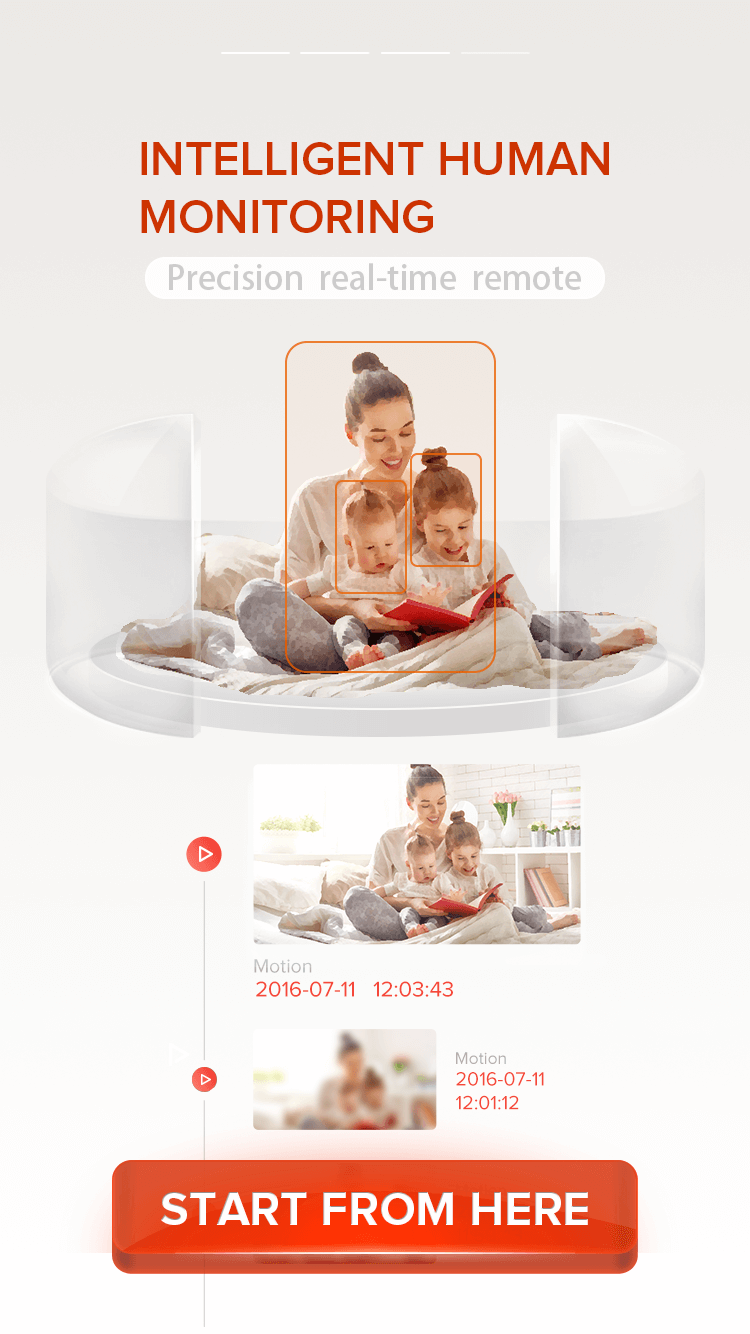 INTELLIGENT HUMAN
MONITORING
Precision real-time remote
Motion
2016-07-11 12:03:43
Motion
2016-07-11
12:01:12
START FROM HERE